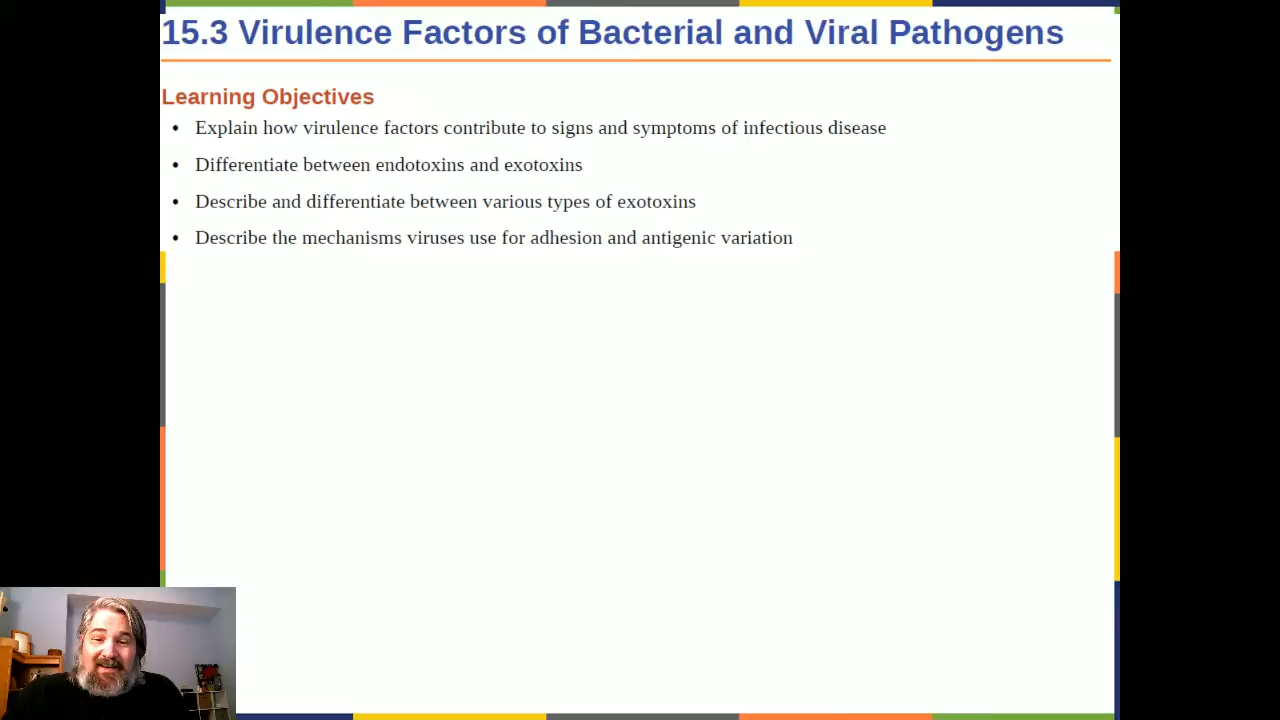 15.3 Virulence Factors of Bacterial and Viral Pathogens
Learning Objectives
• Explain how virulence factors contribute to signs and symptoms of infectious disease
• Differentiate between endotoxins and exotoxins
• Describe and differentiate between various types of exotoxins
• Describe the mechanisms viruses use for adhesion and antigenic variation